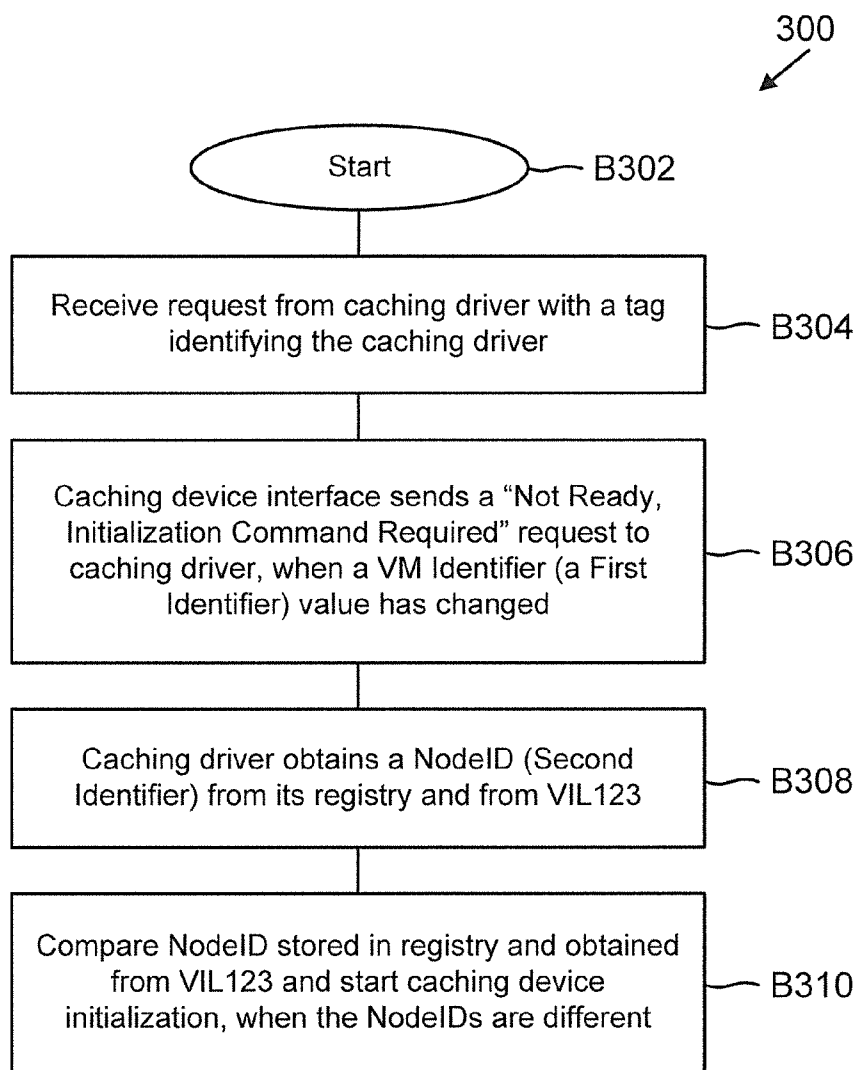 300
Start
B302
Receive request from caching driver with a tag
identifying the caching driver
B304
Caching device interface sends a “Not Ready,
Initialization Command Required” request to
caching driver, when a VM Identifier (a First
Identifier) value has changed
B306
Caching driver obtains a NodeID (Second
Identifier) from its registry and from VIL123
B308
Compare NodeID stored in registry and obtained
from VIL123 and start caching device
initialization, when the NodeIDs are different
B310